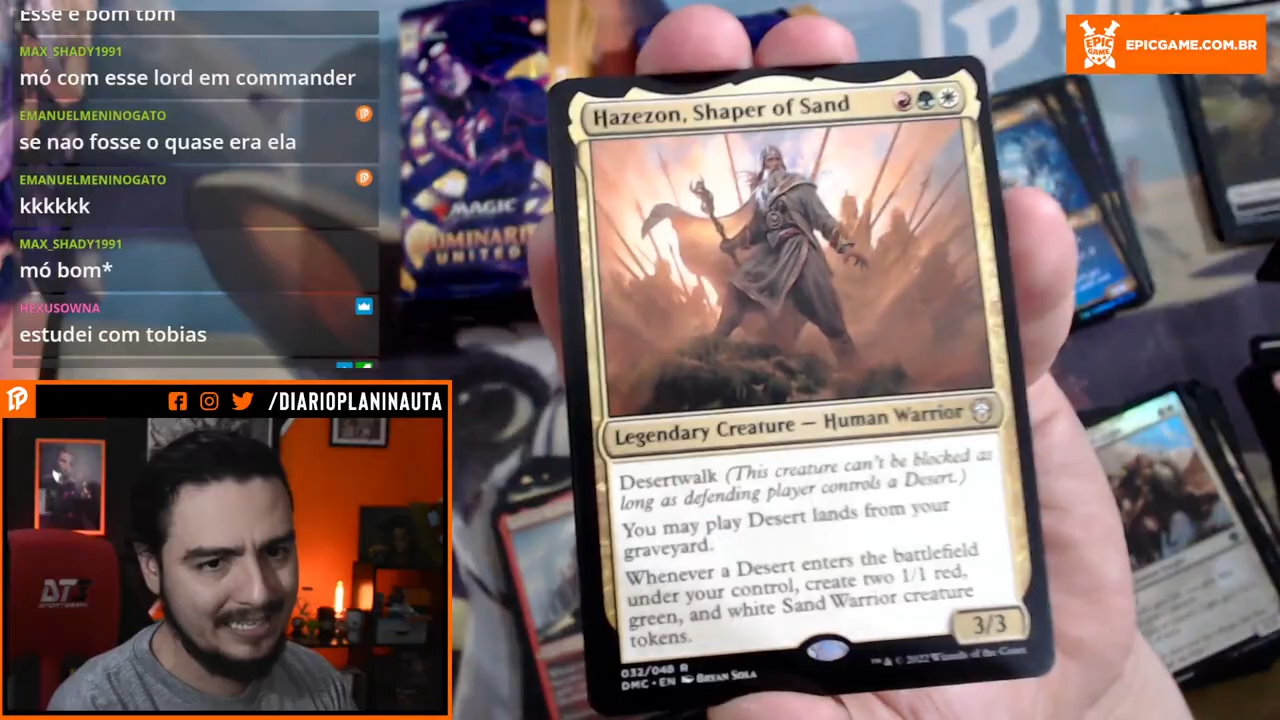 Esse é bom tbm
MAX_SHADY1991
mó com esse lord em commander
EMANUELMENINOGATO
se nao fosse o quase era ela
EMANUELMENINOGATO
kkkkkk
MAX_SHADY1991
mó bom*
HEXUSOWNA
estudei com tobias
/DIARIOPLANINAUTA
DT3
MAGIC
UNITED
EPIC GAME
EPICGAME.COM.BR
Hazezon, Shaper of Sand
Legendary Creature — Human Warrior
Desertwalk (This creature can't be blocked as
long as defending player controls a Desert.)
You may play Desert lands from your
graveyard.
Whenever a Desert enters the battlefield
under your control, create two 1/1 red,
green, and white Sand Warrior creature
tokens.
3/3
032/048 R
DMC • EN BRYAN SOLA
™ & © 2022 Wizards of the Coast